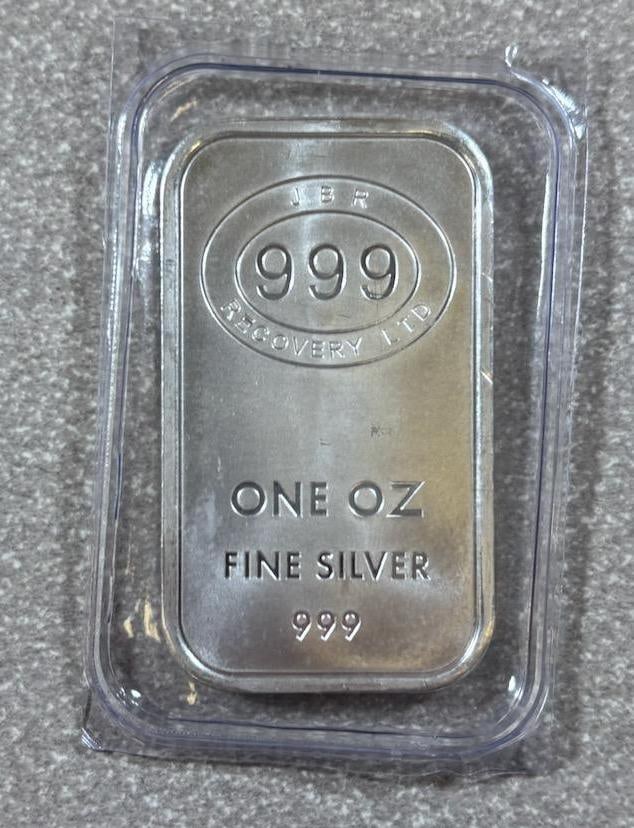 JBR
999
RECOVERY LTD
ONE OZ
FINE SILVER
999